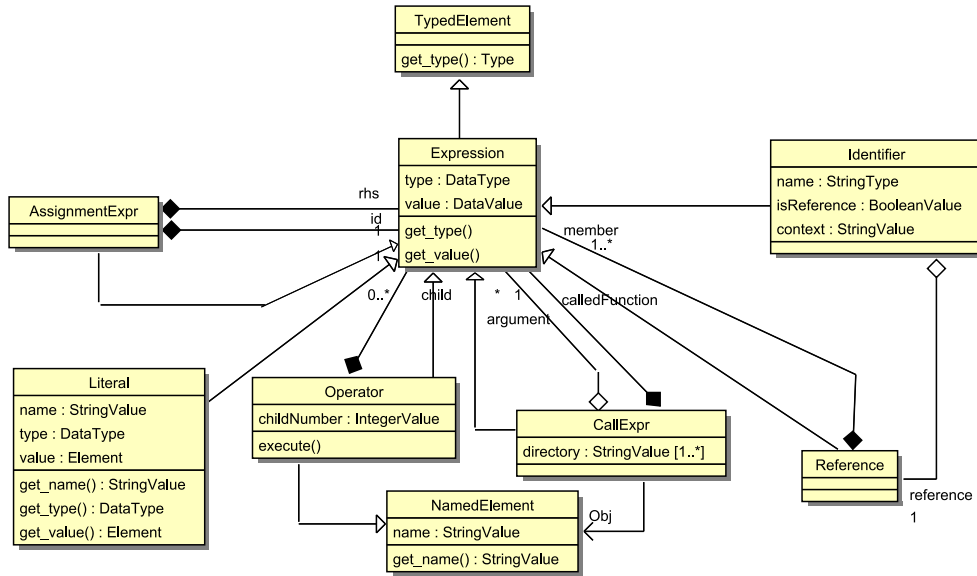 TypedElement
get_type() : Type
Expression
type : DataType
value : DataValue
get_type()
get_value()
Identifier
name : StringType
isReference : BooleanValue
context : StringValue
AssignmentExpr
rhs
id
1
1
member
1..*
0..*
child
*
1
calledFunction
argument
Literal
name : StringValue
type : DataType
value : Element
get_name() : StringValue
get_type() : DataType
get_value() : Element
Operator
childNumber : IntegerValue
execute()
CallExpr
directory : StringValue [1..*]
Reference
reference
1
NamedElement
name : StringValue
get_name() : StringValue
Obj